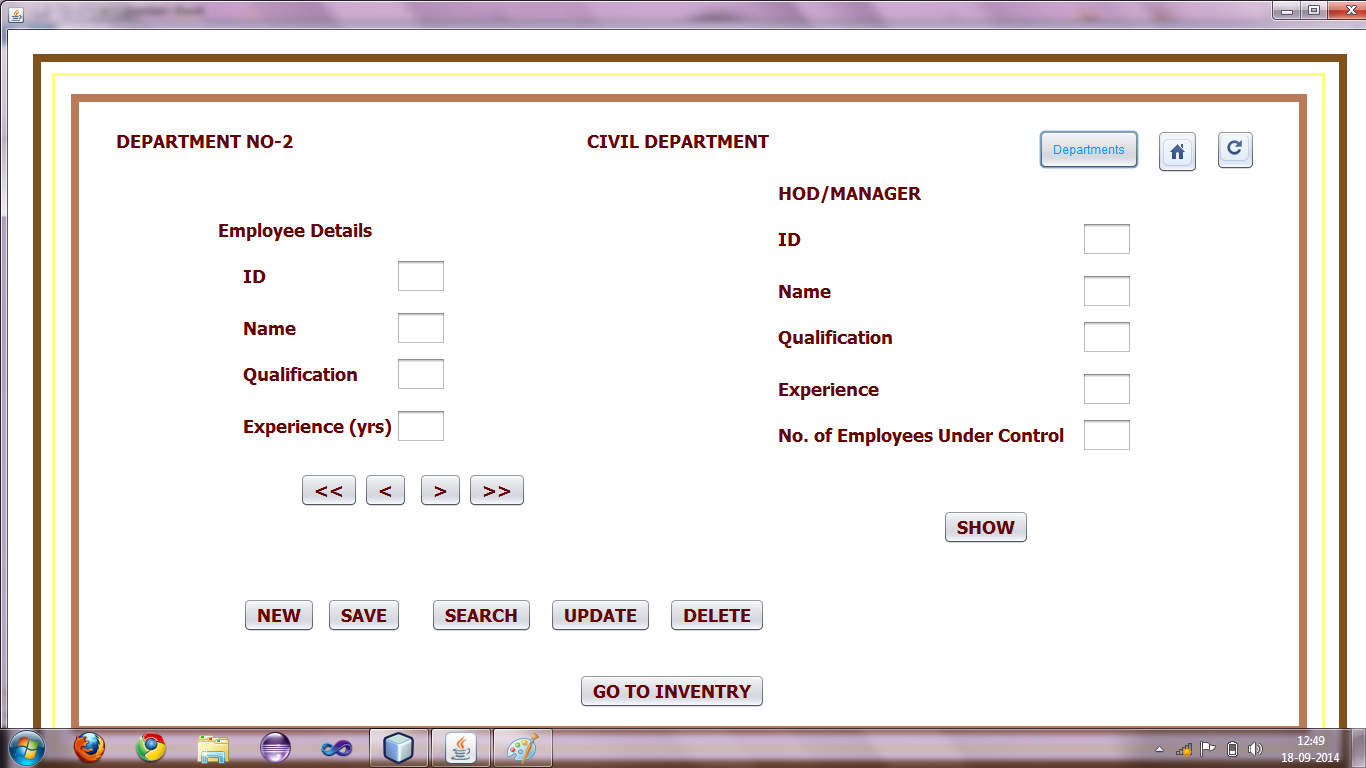 DEPARTMENT NO-2
CIVIL DEPARTMENT
Departments
HOD/MANAGER
Employee Details
ID
ID
Name
Name
Qualification
Qualification
Experience (yrs)
Experience
No. of Employees Under Control
<< < > >>
SHOW
NEW SAVE SEARCH UPDATE DELETE
GO TO INVENTRY
12:49
18-09-2014